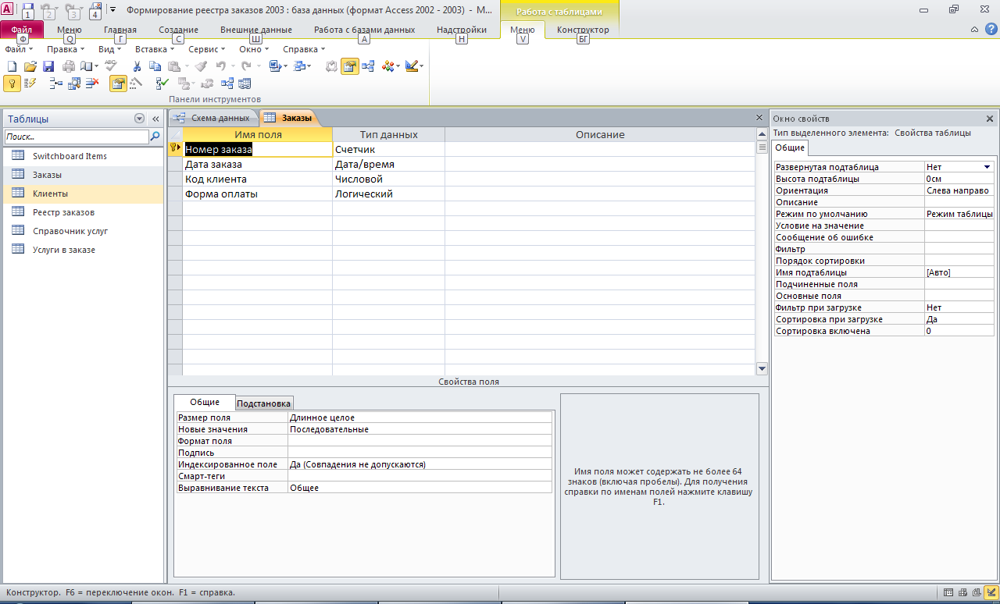 Формирование реестра заказов 2003 : база данных (формат Access 2002 - 2003) - M...
Работа с таблицами
1 2 3 4
Файл Меню Главная Создание Внешние данные Работа с базами данных Надстройки Меню Конструктор
Ф Q Г С Ш А Н V БГ
Файл Правка Вид Вставка Сервис Окно Справка
Панели инструментов
Таблицы
Поиск...
Switchboard Items
Заказы
Клиенты
Реестр заказов
Справочник услуг
Услуги в заказе
Схема данных Заказы
Имя поля Тип данных Описание
Номер заказа Счетчик
Дата заказа Дата/время
Код клиента Числовой
Форма оплаты Логический
Свойства поля
Общие Подстановка
Размер поля Длинное целое
Новые значения Последовательные
Формат поля
Подпись
Индексированное поле Да (Совпадения не допускаются)
Смарт-теги
Выравнивание текста Общее
Имя поля может содержать не более 64
знаков (включая пробелы). Для получения
справки по именам полей нажмите клавишу
F1.
Окно свойств
Тип выделенного элемента: Свойства таблицы
Общие
Развернутая подтаблица Нет
Высота подтаблицы 0см
Ориентация Слева направо
Описание
Режим по умолчанию Режим таблицы
Условие на значение
Сообщение об ошибке
Фильтр
Порядок сортировки
Имя подтаблицы [Авто]
Подчиненные поля
Основные поля
Фильтр при загрузке Нет
Сортировка при загрузке Да
Сортировка включена 0
Конструктор. F6 = переключение окон. F1 = справка.